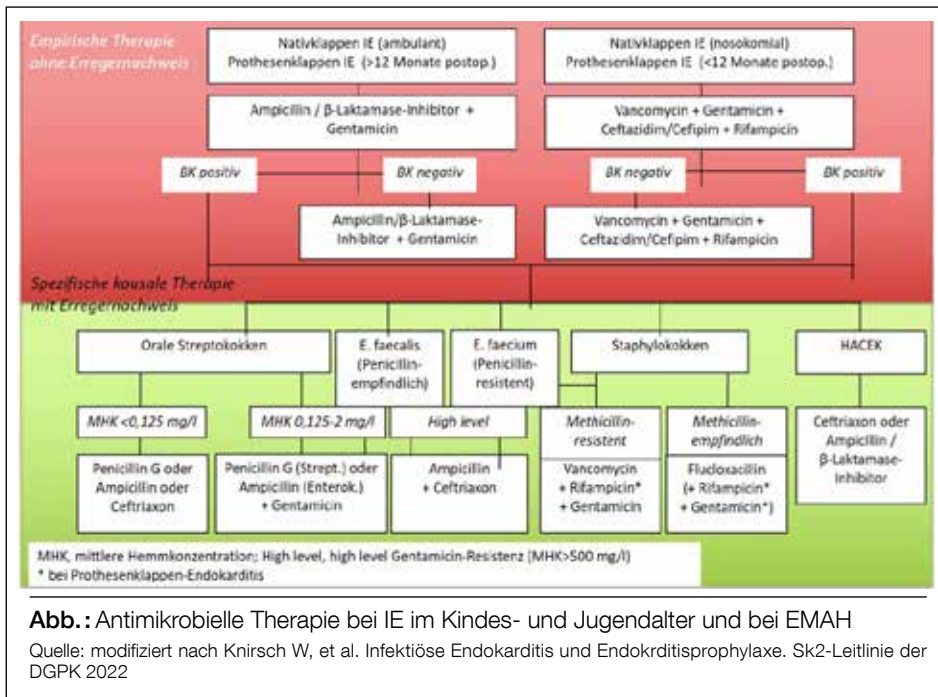 Empirische Therapie
ohne Erregernachweis
Nativklappen IE (ambulant)
Prothesenklappen IE (>12 Monate postop.)
Nativklappen IE (nosokomial)
Prothesenklappen IE (<12 Monate postop.)
Ampicillin / β-Laktamase-Inhibitor +
Gentamicin
Vancomycin + Gentamicin +
Ceftazidim/Cefipim + Rifampicin
BK positiv
BK negativ
BK negativ
BK positiv
Ampicillin/β-Laktamase-
Inhibitor + Gentamicin
Vancomycin + Gentamicin +
Ceftazidim/Cefipim + Rifampicin
Spezifische kausale Therapie
mit Erregernachweis
Orale Streptokokken
E. faecalis
(Penicillin-
empfindlich)
E. faecium
(Penicillin-
resistent)
Staphylokokken
HACEK
MHK <0,125 mg/l
MHK 0,125-2 mg/l
High level
Methicillin-
resistent
Methicillin-
empfindlich
Ceftriaxon oder
Ampicillin /
β-Laktamase-
Inhibitor
Penicillin G oder
Ampicillin oder
Ceftriaxon
Penicillin G (Strept.) oder
Ampicillin (Enterok.)
+ Gentamicin
Ampicillin
+ Ceftriaxon
Vancomycin
+ Rifampicin*
+ Gentamicin
Flucloxacillin
(+ Rifampicin*
+ Gentamicin*)
MHK, mittlere Hemmkonzentration; High level, high level Gentamicin-Resistenz (MHK>500 mg/l)
* bei Prothesenklappen-Endokarditis
Abb.: Antimikrobielle Therapie bei IE im Kindes- und Jugendalter und bei EMAH
Quelle: modifiziert nach Knirsch W, et al. Infektiöse Endokarditis und Endokrditisprophylaxe. Sk2-Leitlinie der
DGPK 2022